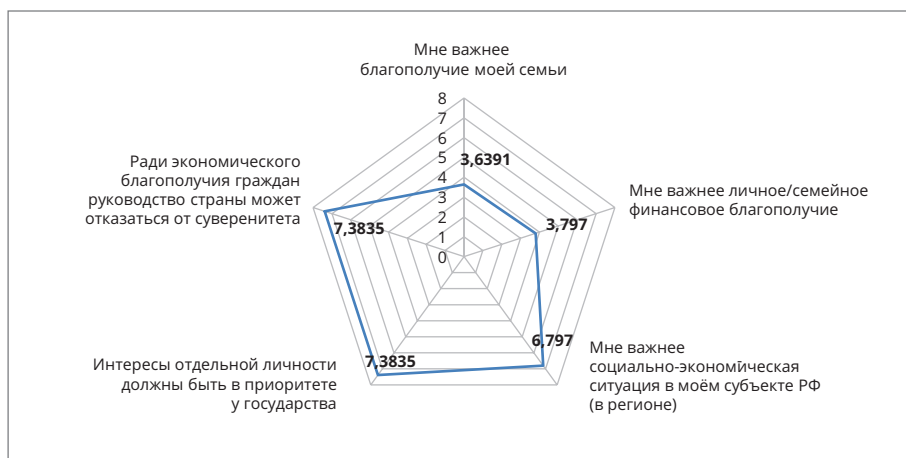 Мне важнее
благополучие моей семьи
8
7
6
5
4
3
2
1
0
3,6391
Мне важнее личное/семейное
финансовое благополучие
3,797
Мне важнее
социально-экономическая
ситуация в моём субъекте РФ
(в регионе)
6,797
Интересы отдельной личности
должны быть в приоритете
у государства
7,3835
Ради экономического
благополучия граждан
руководство страны может
отказаться от суверенитета
7,3835